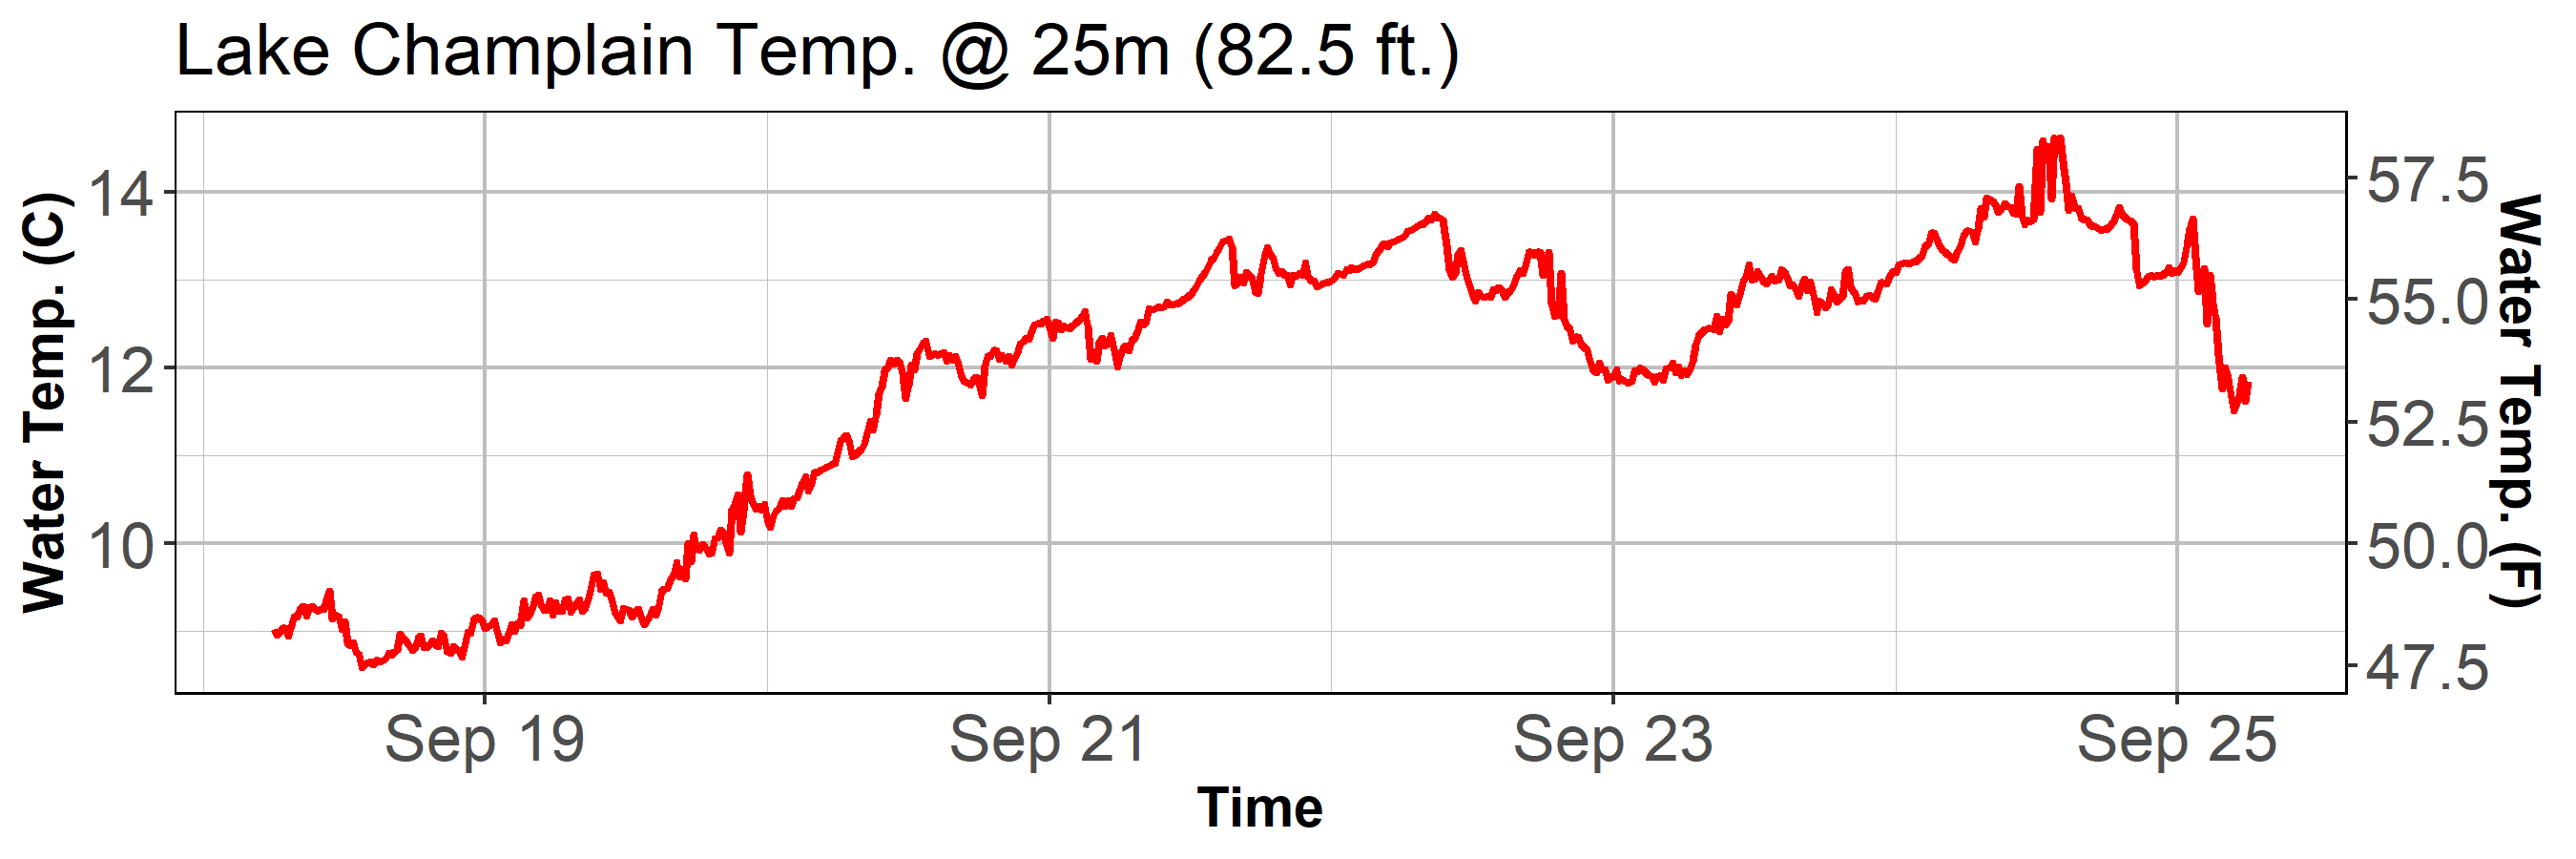 Lake Champlain Temp. @ 25m (82.5 ft.)
Water Temp. (C)
14
12
10
57.5
55.0
52.5
50.0
47.5
Water Temp. (F)
Sep 19
Sep 21
Sep 23
Sep 25
Time